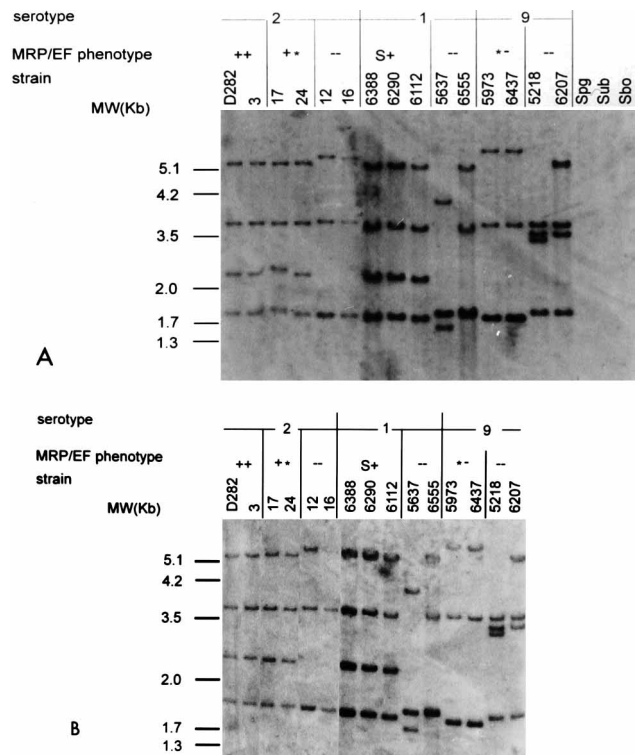 serotype 2 1 9
MRP/EF phenotype ++ +* -- S+ -- *- --
strain D282 3 17 24 12 16 6388 6290 6112 5637 6555 5973 6437 5218 6207 Spg Sub Sbo
MW(Kb)
5.1
4.2
3.5
2.0
1.7
1.3
A
serotype 2 1 9
MRP/EF phenotype ++ +* -- S+ -- *- --
strain D282 3 17 24 12 16 6388 6290 6112 5637 6555 5973 6437 5218 6207
MW(Kb)
5.1
4.2
3.5
2.0
1.7
1.3
B